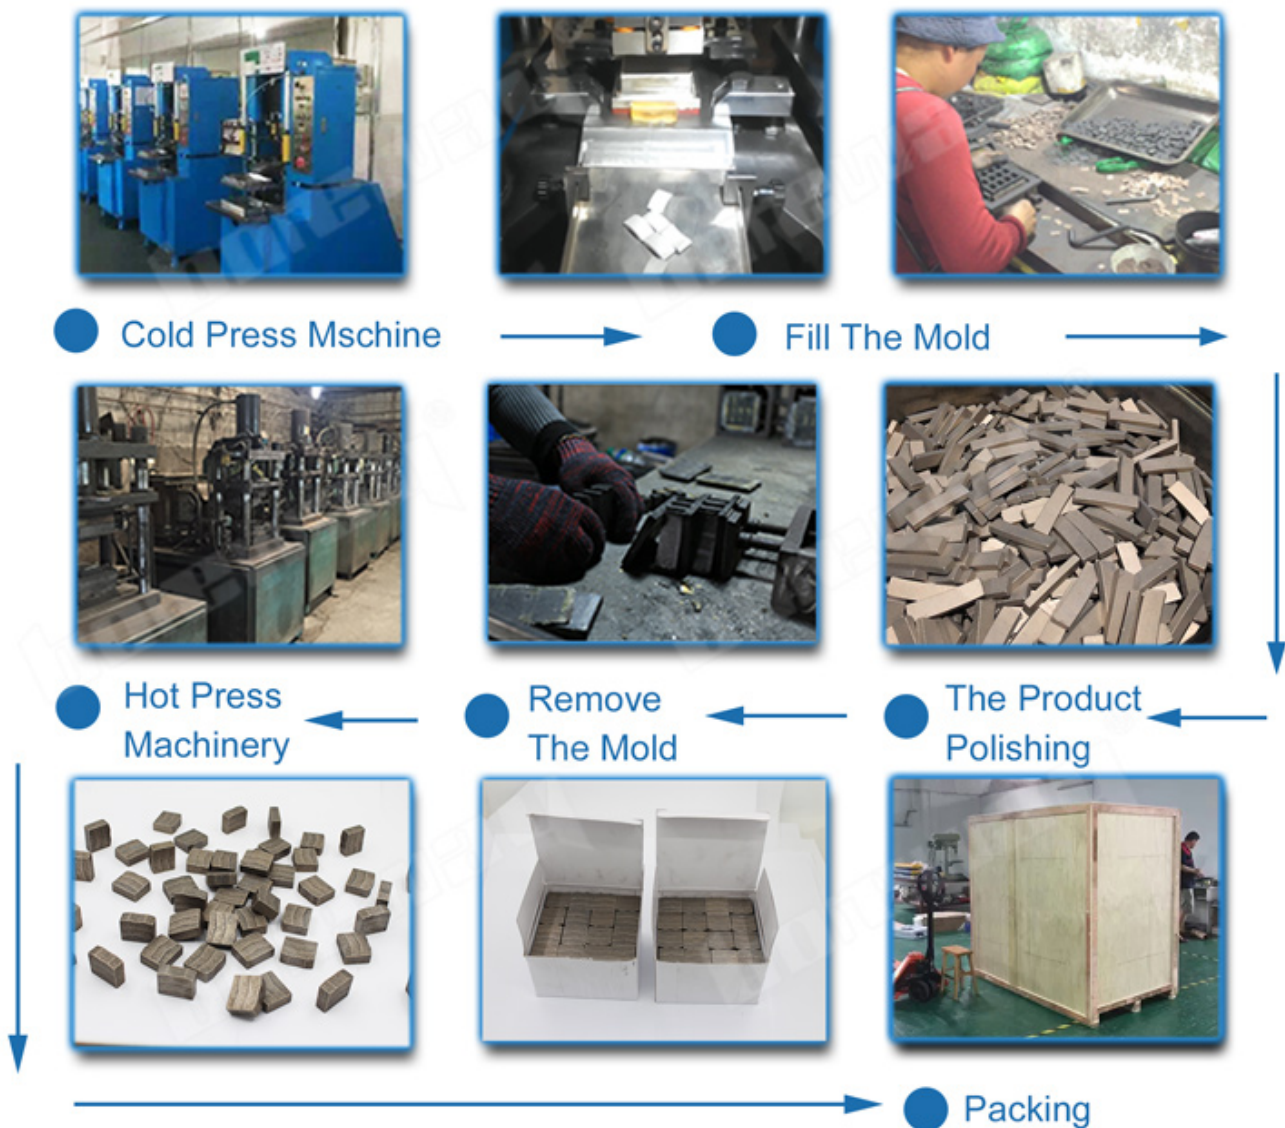 Cold Press Mschine
Fill The Mold
Hot Press
Machinery
Remove
The Mold
The Product
Polishing
Packing